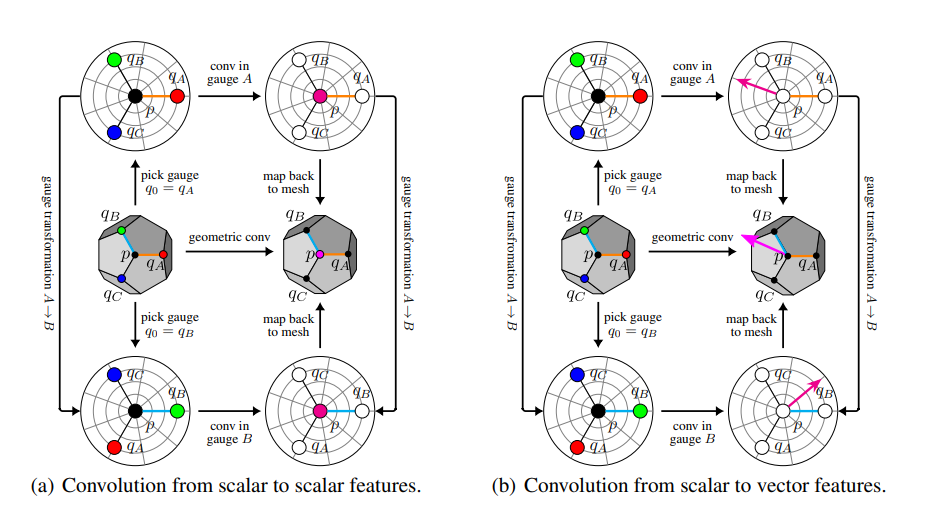 q_B
q_A
p
q_C
conv in
gauge A
q_B
q_A
p
q_C
gauge transformation A → B
pick gauge
q_0 = q_A
map back
to mesh
gauge transfromation A → B
q_B
p
q_A
q_C
geometric conv
q_B
p
q_A
q_C
pick gauge
q_0 = q_B
map back
to mesh
q_C
q_B
p
q_A
conv in
gauge B
q_C
q_B
p
q_A
(a) Convolution from scalar to scalar features.
q_B
q_A
p
q_C
conv in
gauge A
q_B
q_A
p
q_C
gauge transformation A → B
pick gauge
q_0 = q_A
map back
to mesh
gauge transfromation A → B
q_B
p
q_A
q_C
geometric conv
q_B
p
q_A
q_C
pick gauge
q_0 = q_B
map back
to mesh
q_C
q_B
p
q_A
conv in
gauge B
q_C
q_B
p
q_A
(b) Convolution from scalar to vector features.